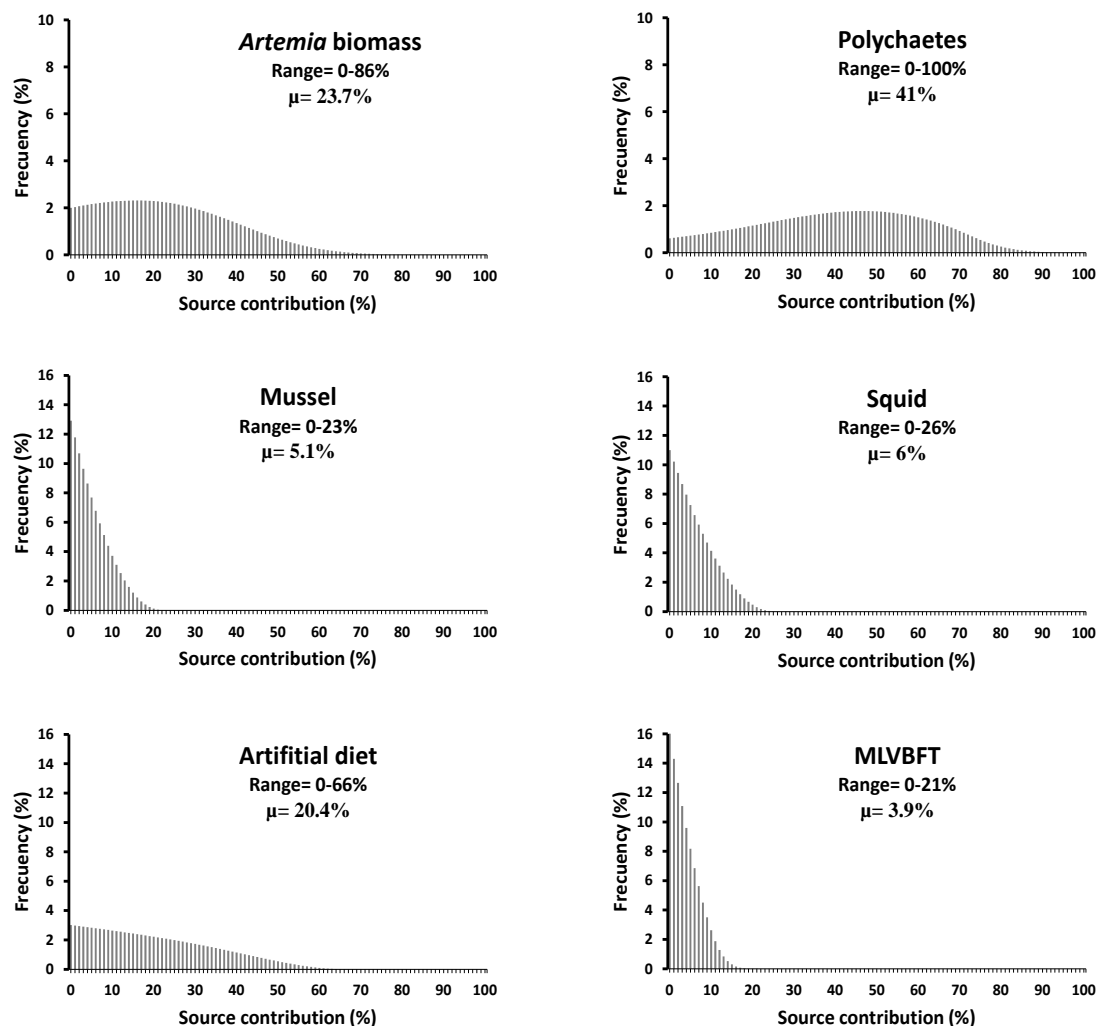 Artemia biomass
Range= 0-86%
μ= 23.7%
Frecuency (%)
10
8
6
4
2
0
0 10 20 30 40 50 60 70 80 90 100
Source contribution (%)
Polychaetes
Range= 0-100%
μ= 41%
Frecuency (%)
10
8
6
4
2
0
0 10 20 30 40 50 60 70 80 90 100
Source contribution (%)
Mussel
Range= 0-23%
μ= 5.1%
Frecuency (%)
16
14
12
10
8
6
4
2
0
0 10 20 30 40 50 60 70 80 90 100
Source contribution (%)
Squid
Range= 0-26%
μ= 6%
Frecuency (%)
16
14
12
10
8
6
4
2
0
0 10 20 30 40 50 60 70 80 90 100
Source contribution (%)
Artifitial diet
Range= 0-66%
μ= 20.4%
Frecuency (%)
16
14
12
10
8
6
4
2
0
0 10 20 30 40 50 60 70 80 90 100
Source contribution (%)
MLVBFT
Range= 0-21%
μ= 3.9%
Frecuency (%)
16
14
12
10
8
6
4
2
0
0 10 20 30 40 50 60 70 80 90 100
Source contribution (%)